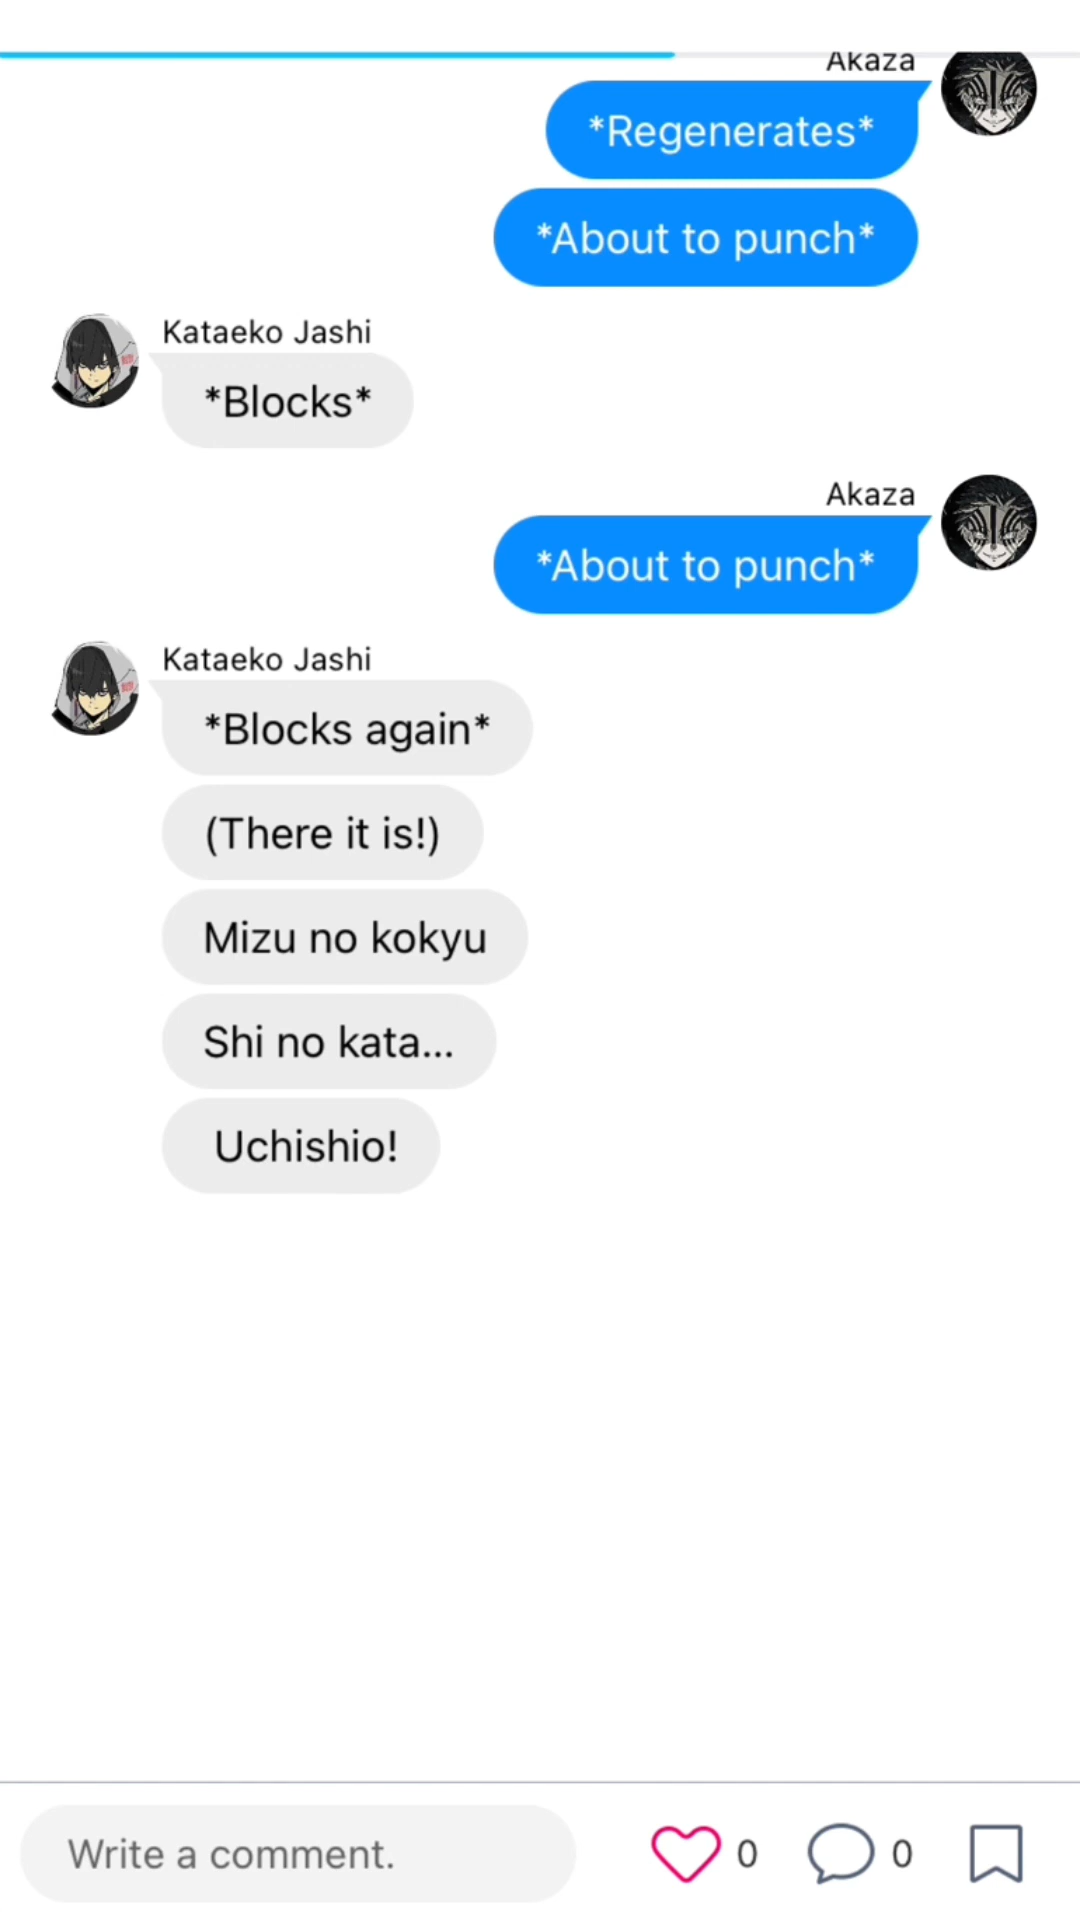 Akaza
*Regenerates*
*About to punch*
Kataeko Jashi
*Blocks*
Akaza
*About to punch*
Kataeko Jashi
*Blocks again*
(There it is!)
Mizu no kokyu
Shi no kata...
Uchishio!
Write a comment.
0
0